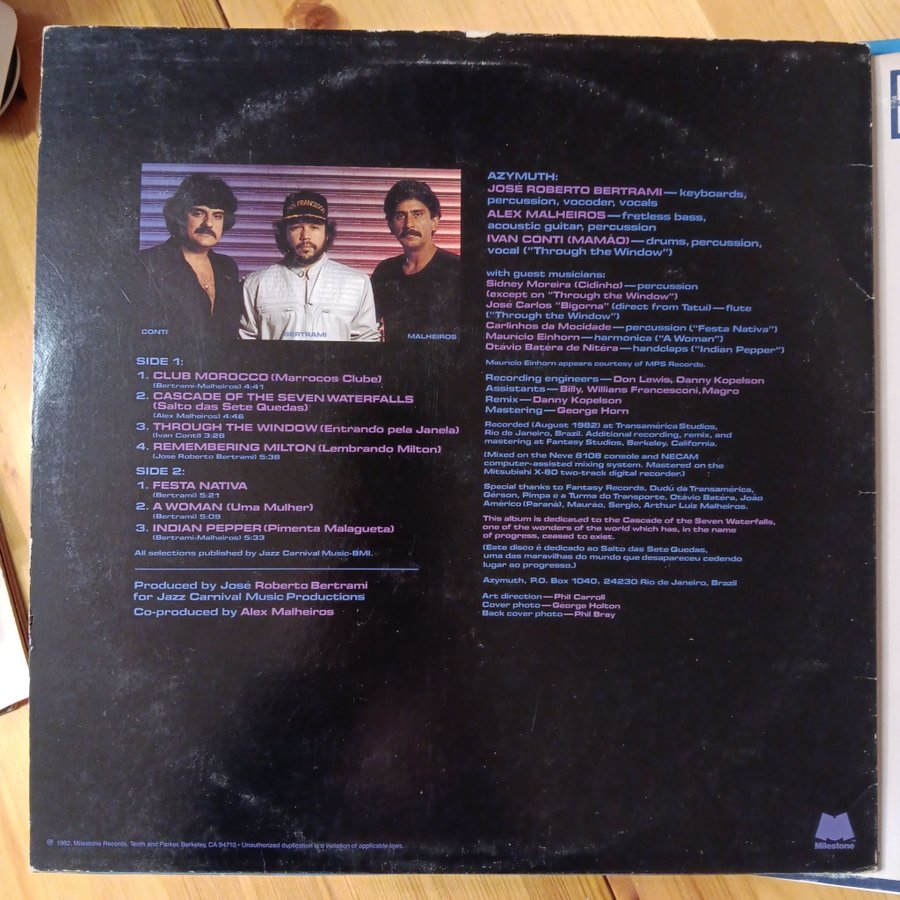 SAN FRANCISCO
CONTI
BERTRAMI
MALHEIROS
SIDE 1:
1. CLUB MOROCCO (Marrocos Clube)
(Bertrami-Malheiros) 4:41
2. CASCADE OF THE SEVEN WATERFALLS
(Salto das Sete Quedas)
(Alex Malheiros) 4:46
3. THROUGH THE WINDOW (Entrando pela Janela)
(Ivan Conti) 3:28
4. REMEMBERING MILTON (Lembrando Milton)
(Jose Roberto Bertrami) 5:38
SIDE 2:
1. FESTA NATIVA
(Bertrami) 5:21
2. A WOMAN (Uma Mulher)
(Bertrami) 5:09
3. INDIAN PEPPER (Pimenta Malagueta)
(Bertrami-Malheiros) 5:33
All selections published by Jazz Carnival Music-BMI.
Produced by José Roberto Bertrami
for Jazz Carnival Music Productions
Co-produced by Alex Malheiros
AZYMUTH:
JOSÉ ROBERTO BERTRAMI—keyboards,
percussion, vocoder, vocals
ALEX MALHEIROS—fretless bass,
acoustic guitar, percussion
IVAN CONTI (MAMÃO)—drums, percussion,
vocal (“Through the Window”)
with guest musicians:
Sidney Moreira (Cidinho)—percussion
(except on “Through the Window”)
José Carlos “Bigorna” (direct from Tatuí)—flute
(“Through the Window”)
Carlinhos da Mocidade—percussion (“Festa Nativa”)
Mauricio Einhorn—harmonica (“A Woman”)
Otávio Batéra de Nitéra—handclaps (“Indian Pepper”)
Mauricio Einhorn appears courtesy of MPS Records.
Recording engineers—Don Lewis, Danny Kopelson
Assistants—Billy, Willians Francesconi, Magro
Remix—Danny Kopelson
Mastering—George Horn
Recorded (August 1982) at Transamérica Studios,
Rio de Janeiro, Brazil. Additional recording, remix, and
mastering at Fantasy Studios, Berkeley, California.
(Mixed on the Neve 8108 console and NECAM
computer-assisted mixing system. Mastered on the
Mitsubishi X-80 two-track digital recorder.)
Special thanks to Fantasy Records, Dudú da Transamérica,
Gérson, Pimpa e a Turma do Transporte, Otávio Batéra, João
Américo (Paraná), Maurão, Sergio, Arthur Luiz Malheiros.
This album is dedicated to the Cascade of the Seven Waterfalls,
one of the wonders of the world which has, in the name
of progress, ceased to exist.
(Este disco é dedicado ao Salto das Sete Quedas,
uma das maravilhas do mundo que desapareceu cedendo
lugar ao progresso.)
Azymuth, P.O. Box 1040, 24230 Rio de Janeiro, Brazil
Art direction—Phil Carroll
Cover photo—George Holton
Back cover photo—Phil Bray
℗ 1982, Milestone Records, Tenth and Parker, Berkeley, CA 94710 • Unauthorized duplication is a violation of applicable laws.
Milestone